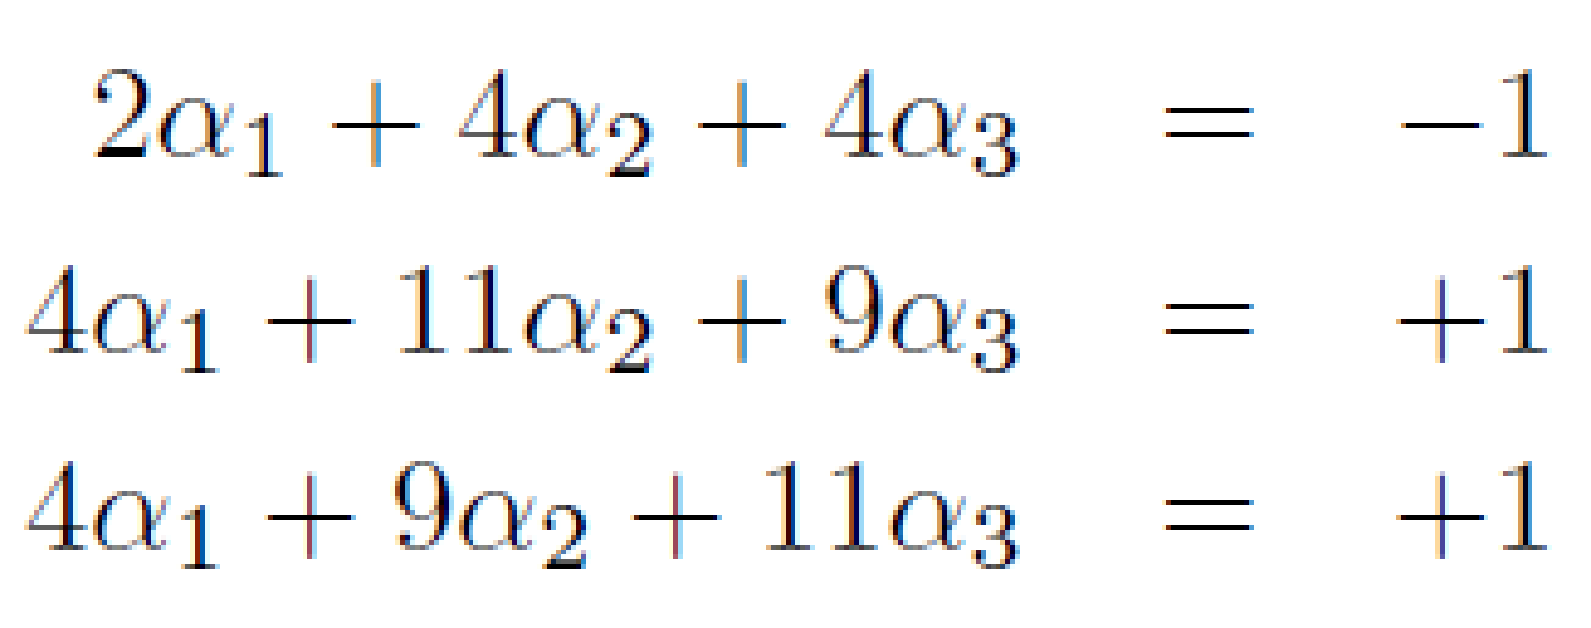 2α₁ + 4α₂ + 4α₃ = −1
4α₁ + 11α₂ + 9α₃ = +1
4α₁ + 9α₂ + 11α₃ = +1